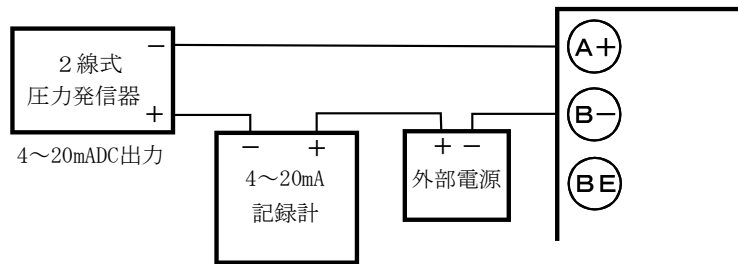 ２線式
圧力発信器
−
+
4～20mADC出力
− +
4～20mA
記録計
+ −
外部電源
A+
B−
BE